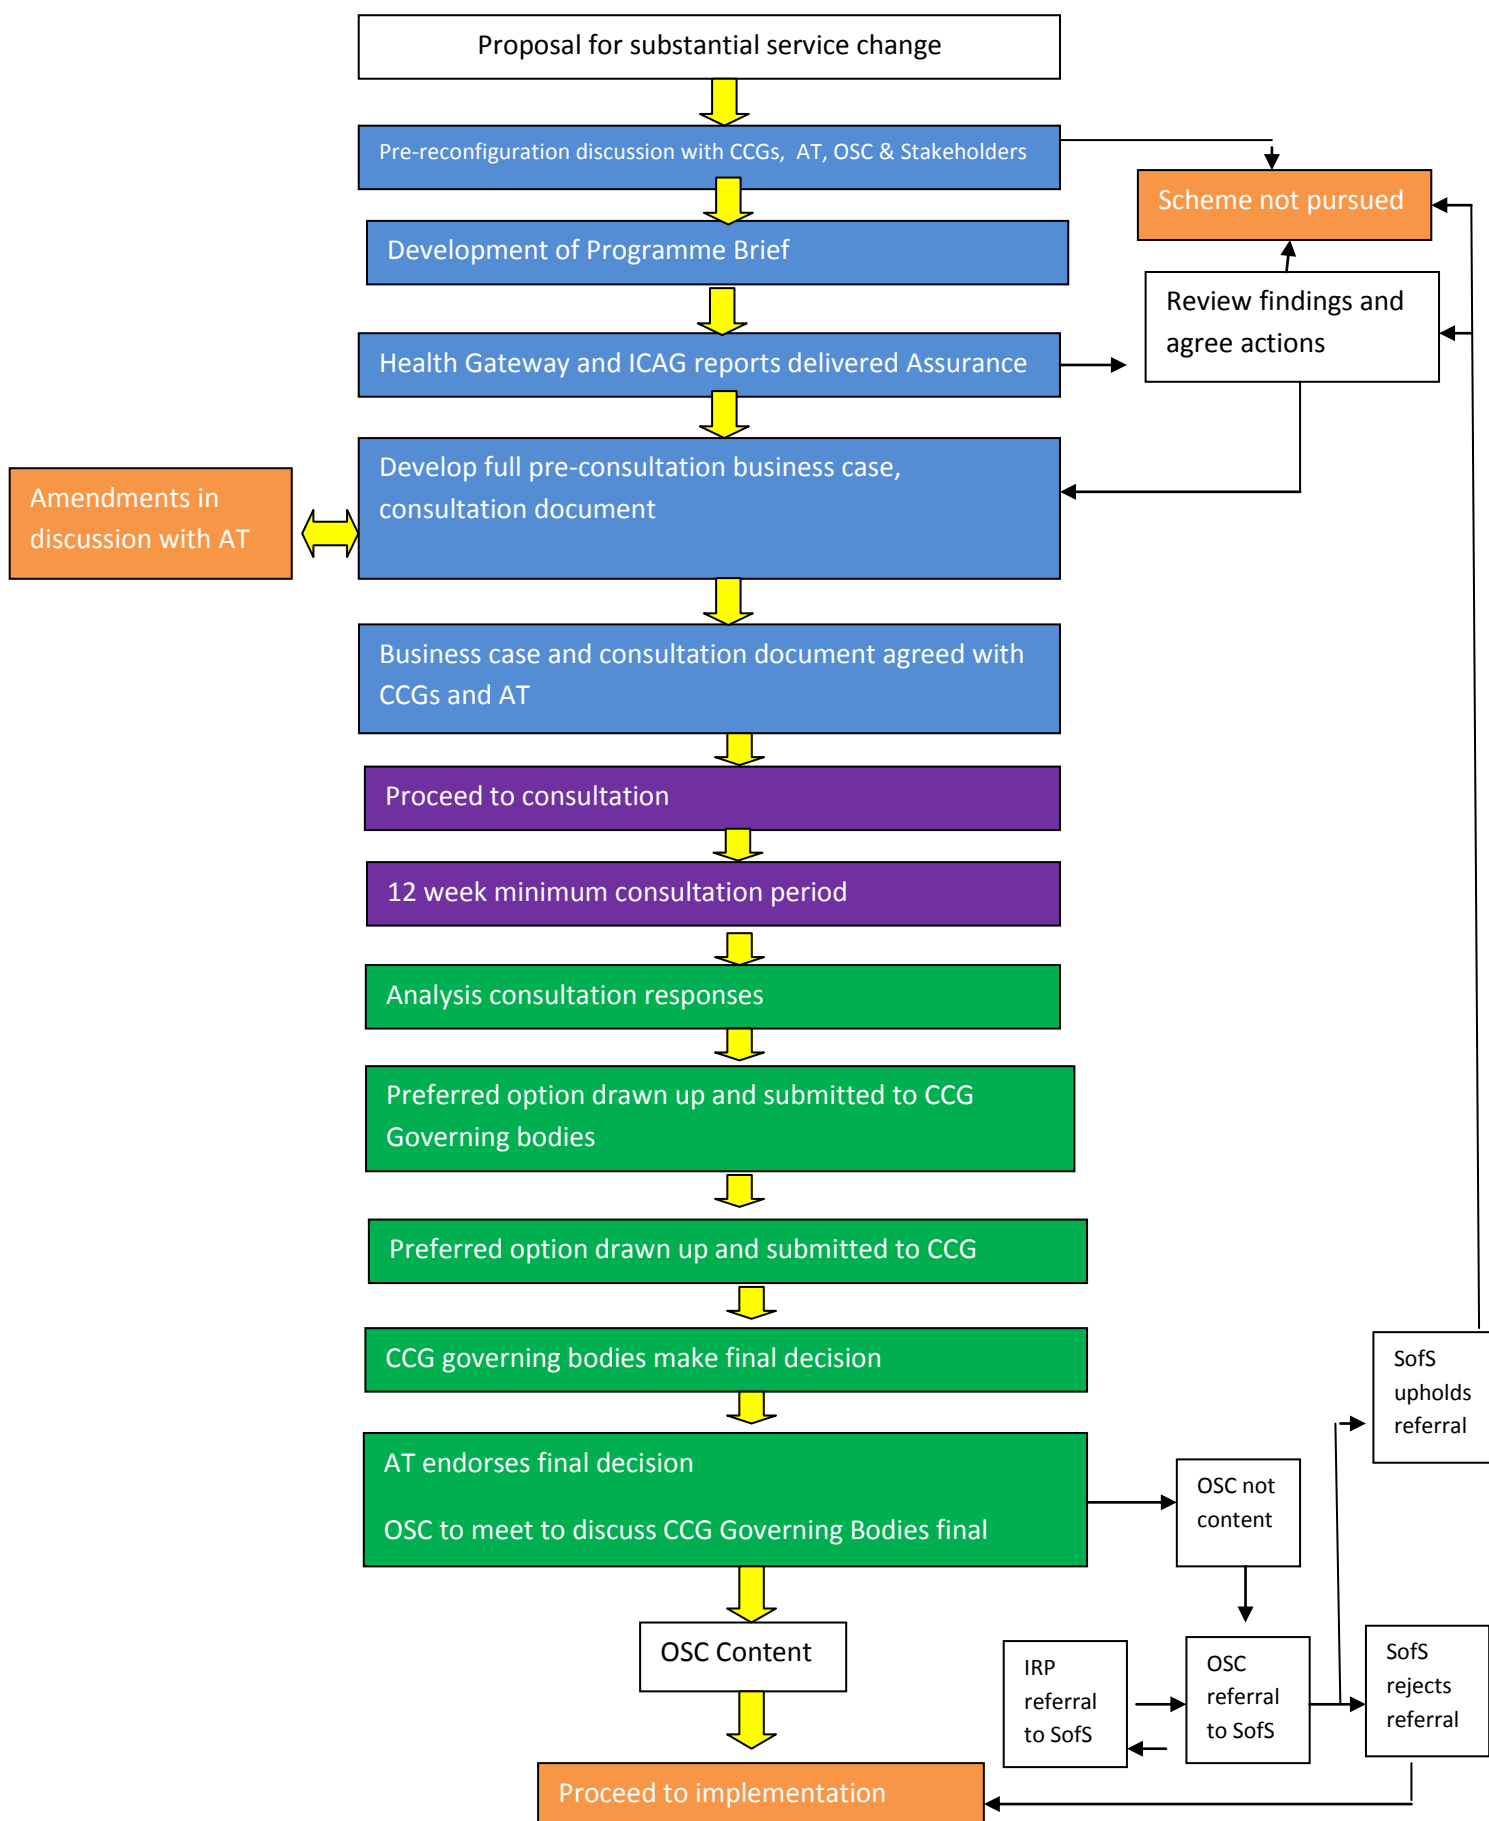 Proposal for substantial service change
Pre-reconfiguration discussion with CCGs, AT, OSC & Stakeholders
Scheme not pursued
Development of Programme Brief
Review findings and
agree actions
Health Gateway and ICAG reports delivered Assurance
Develop full pre-consultation business case,
consultation document
Amendments in
discussion with AT
Business case and consultation document agreed with
CCGs and AT
Proceed to consultation
12 week minimum consultation period
Analysis consultation responses
Preferred option drawn up and submitted to CCG
Governing bodies
Preferred option drawn up and submitted to CCG
CCG governing bodies make final decision
SofS
upholds
referral
AT endorses final decision
OSC to meet to discuss CCG Governing Bodies final
OSC not
content
OSC Content
IRP
referral
to SofS
OSC
referral
to SofS
SofS
rejects
referral
Proceed to implementation